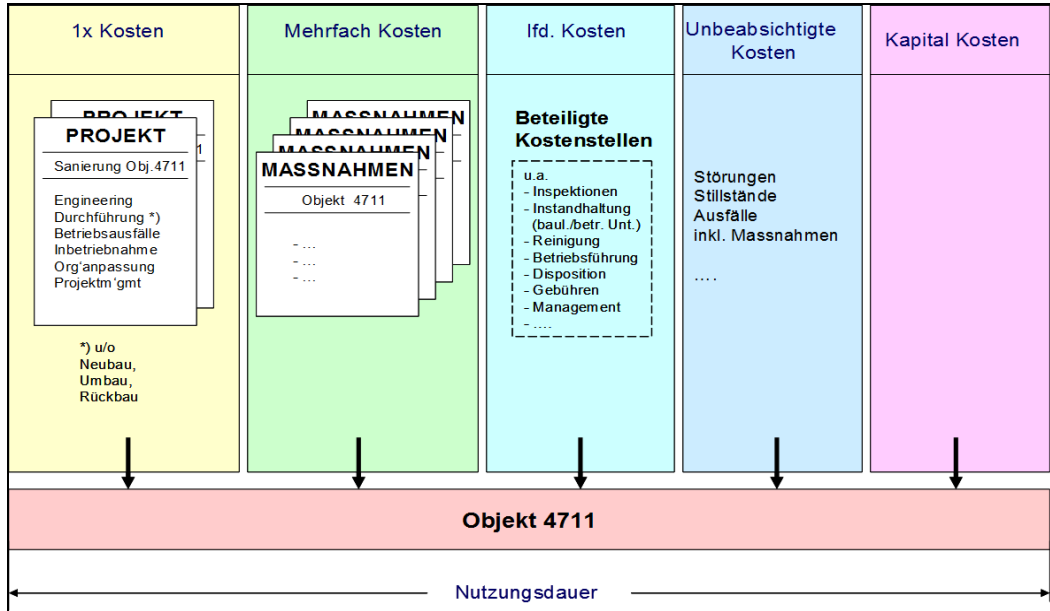 1x Kosten
PROJEKT
1
PROJEKT
Sanierung Obj.4711
Engineering
Durchführung *)
Betriebsausfälle
Inbetriebnahme
Org'anpassung
Projektm'gmt
*) u/o
Neubau,
Umbau,
Rückbau
Mehrfach Kosten
MASSNAHMEN
MASSNAHMEN
MASSNAHMEN
MASSNAHMEN
Objekt 4711
- ...
- ...
- ...
lfd. Kosten
Beteiligte
Kostenstellen
u.a.
- Inspektionen
- Instandhaltung
(baul./betr. Unt.)
- Reinigung
- Betriebsführung
- Disposition
- Gebühren
- Management
- ....
Unbeabsichtigte
Kosten
Störungen
Stillstände
Ausfälle
inkl. Massnahmen
....
Kapital Kosten
Objekt 4711
Nutzungsdauer